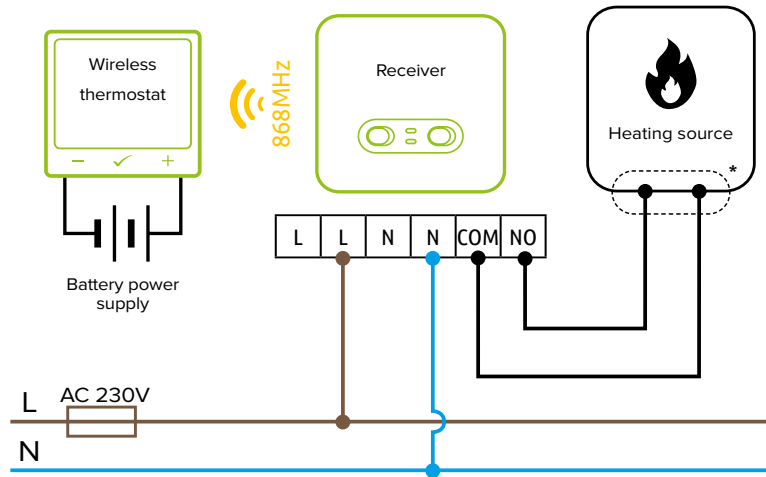 Wireless
thermostat
− ✓ +
Battery power
supply
868MHz
Receiver
Heating source
*
L L N N COM NO
L AC 230V
N